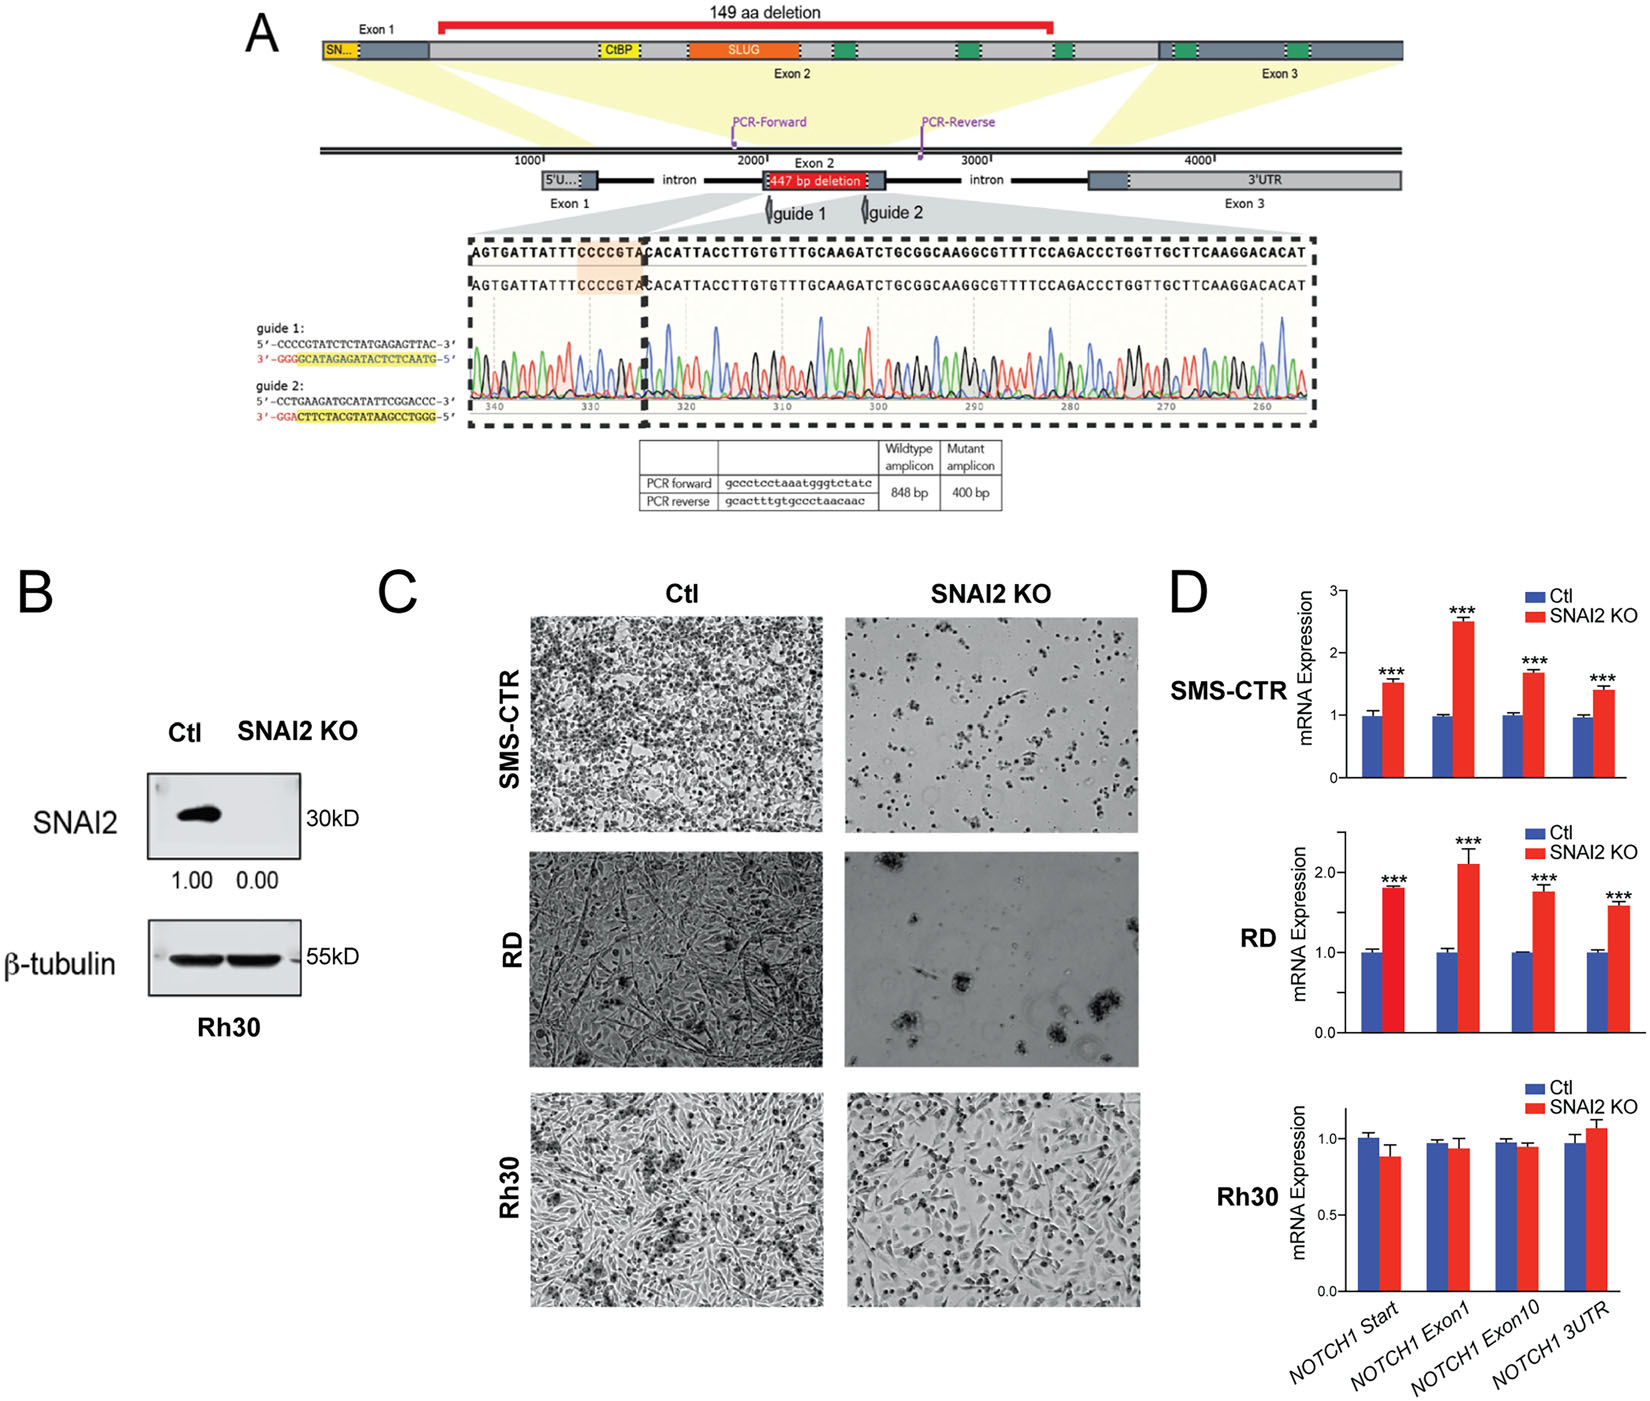 A
149 aa deletion
Exon 1
SN... CtBP SLUG
Exon 2 Exon 3
PCR-Forward PCR-Reverse
1000 2000 3000 4000
Exon 2
5'U... intron 447 bp deletion intron 3'UTR
Exon 1 Exon 3
guide 1 guide 2
AGTGATTATTTCCCCGTACACATTACCTTGTGTTTGCAAGATCTGCGGCAAGGCGTTTTCCAGACCCTGGTTGCTTCAAGGACACAT
AGTGATTATTTCCCCGTACACATTACCTTGTGTTTGCAAGATCTGCGGCAAGGCGTTTTCCAGACCCTGGTTGCTTCAAGGACACAT
340 330 320 310 300 290 280 270 260
guide 1:
5'-CCCCGTATCTCTATGAGAGTTAC-3'
3'-GGGGCATAGAGATACTCTCAATG-5'
guide 2:
5'-CCTGAAGATGCATATTCGGACCC-3'
3'-GGACTTCTACGTATAAGCCTGGG-5'
Wildtype amplicon Mutant amplicon
PCR forward gccctcctaaatgggtctatc 848 bp 400 bp
PCR reverse gcactttgtgccctaacaac
B
Ctl SNAI2 KO
SNAI2 30kD
1.00 0.00
β-tubulin 55kD
Rh30
C
Ctl SNAI2 KO
SMS-CTR
RD
Rh30
D
SMS-CTR
mRNA Expression
3
2
1
0
Ctl
SNAI2 KO
*** *** *** ***
RD
mRNA Expression
2.0
1.0
0.0
Ctl
SNAI2 KO
*** *** *** ***
Rh30
mRNA Expression
1.0
0.5
0.0
Ctl
SNAI2 KO
NOTCH1 Start
NOTCH1 Exon1
NOTCH1 Exon10
NOTCH1 3UTR